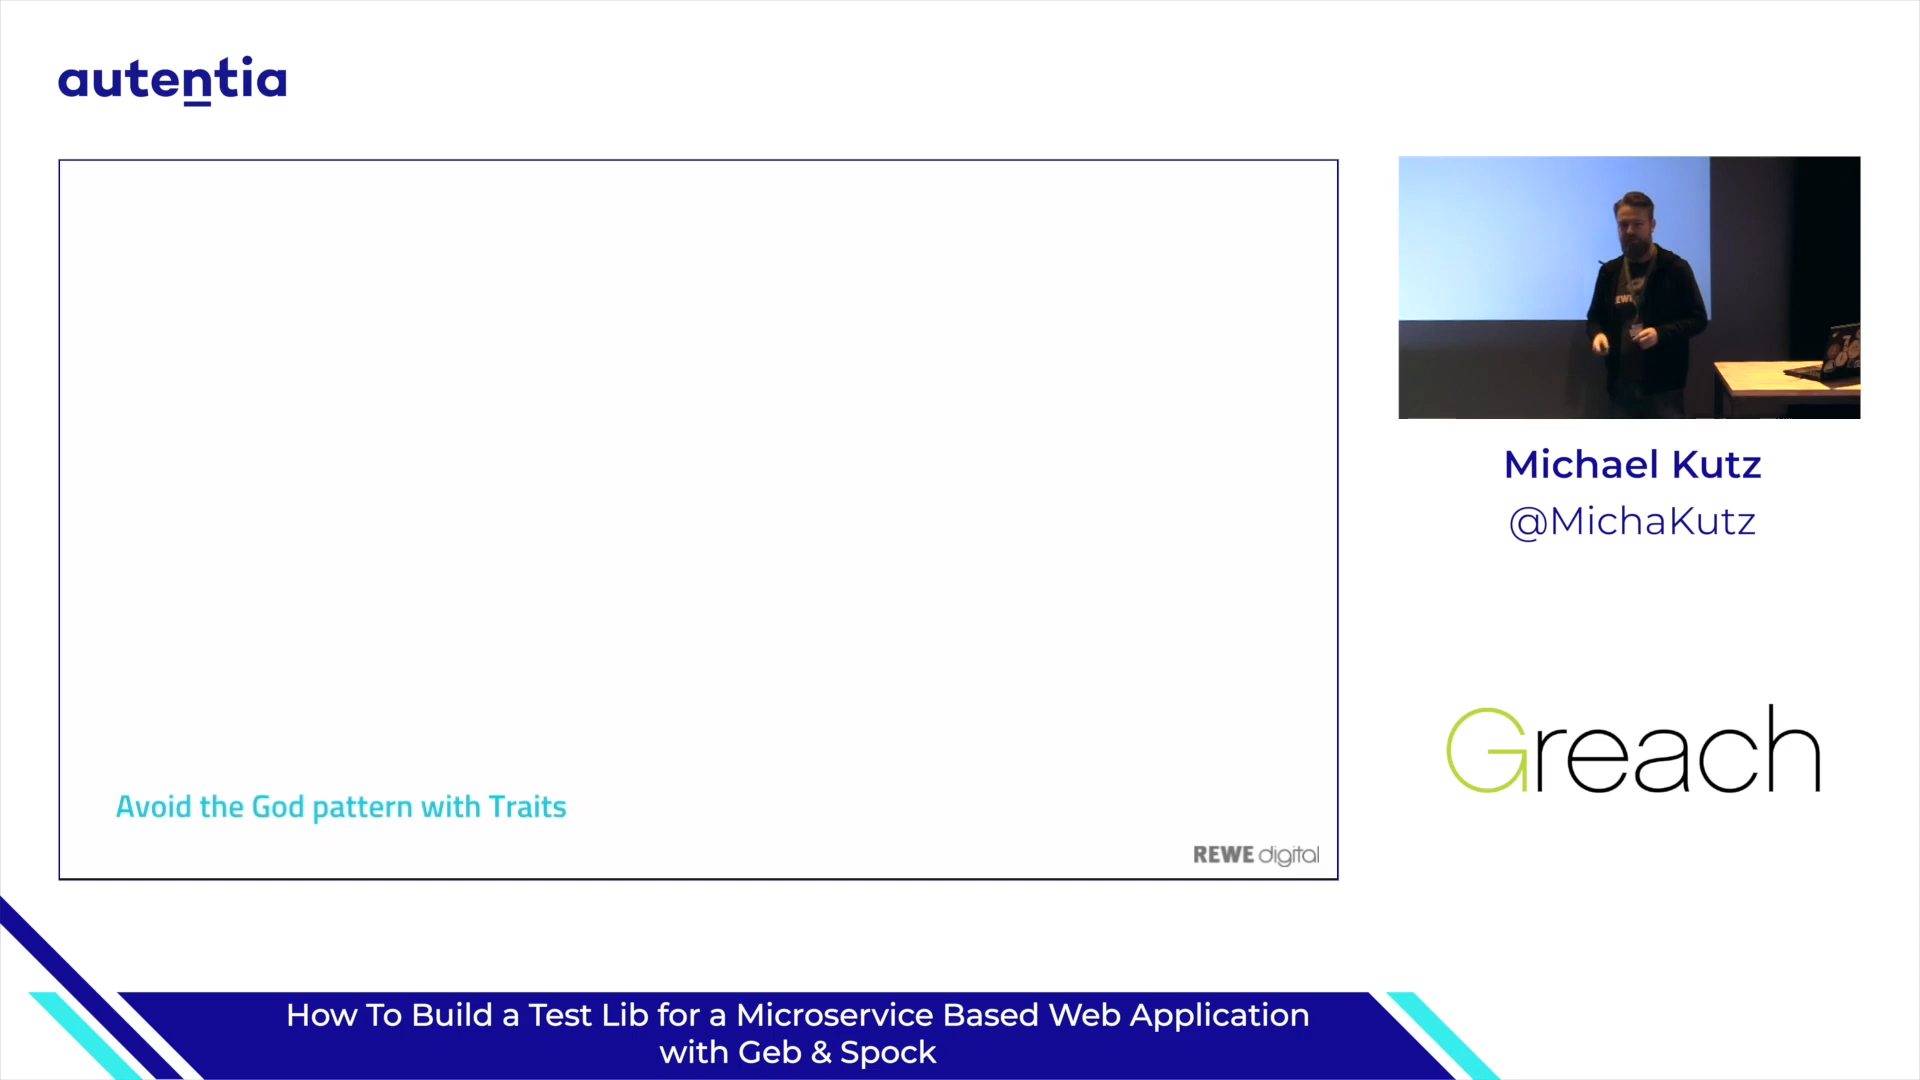 autentia
Avoid the God pattern with Traits
REWE digital
Michael Kutz
@MichaKutz
Greach
How To Build a Test Lib for a Microservice Based Web Application
with Geb & Spock